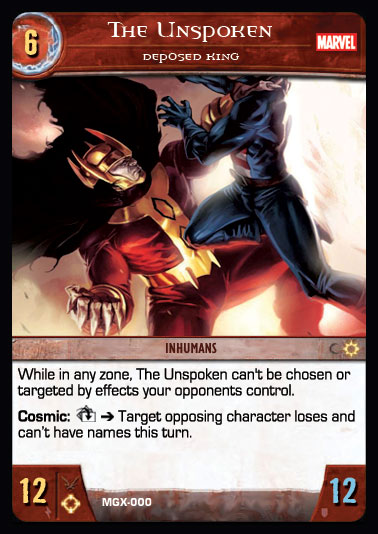 6
The Unspoken
DEPOSED KING
MARVEL
INHUMANS
C
While in any zone, The Unspoken can't be chosen or
targeted by effects your opponents control.
Cosmic: ➔ Target opposing character loses and
can't have names this turn.
12
MGX-000
12